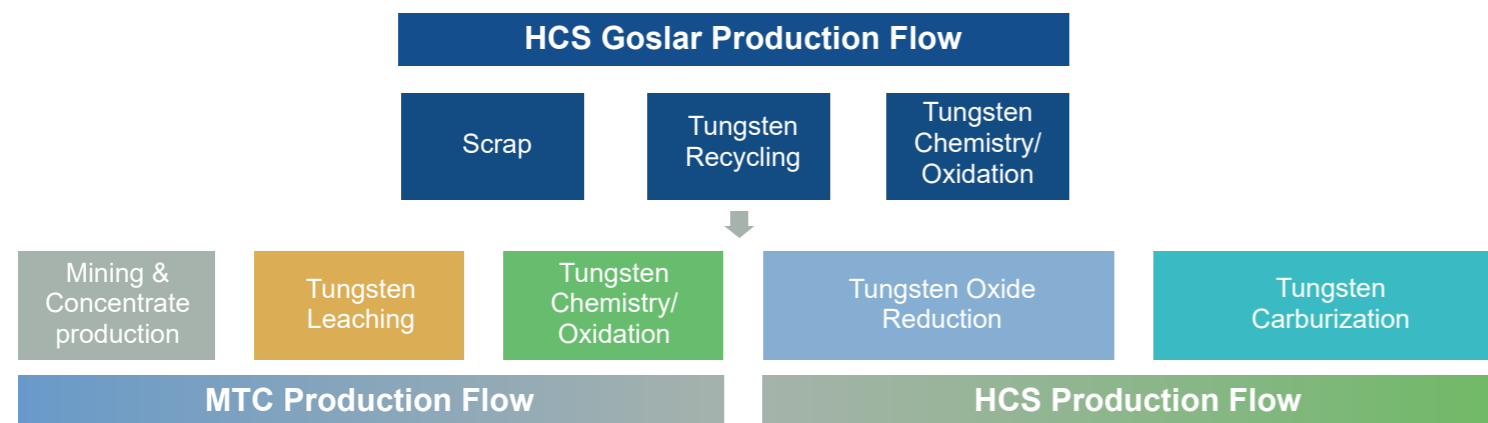 HCS Goslar Production Flow
Scrap
Tungsten
Recycling
Tungsten
Chemistry/
Oxidation
Mining &
Concentrate
production
Tungsten
Leaching
Tungsten
Chemistry/
Oxidation
Tungsten Oxide
Reduction
Tungsten
Carburization
MTC Production Flow
HCS Production Flow